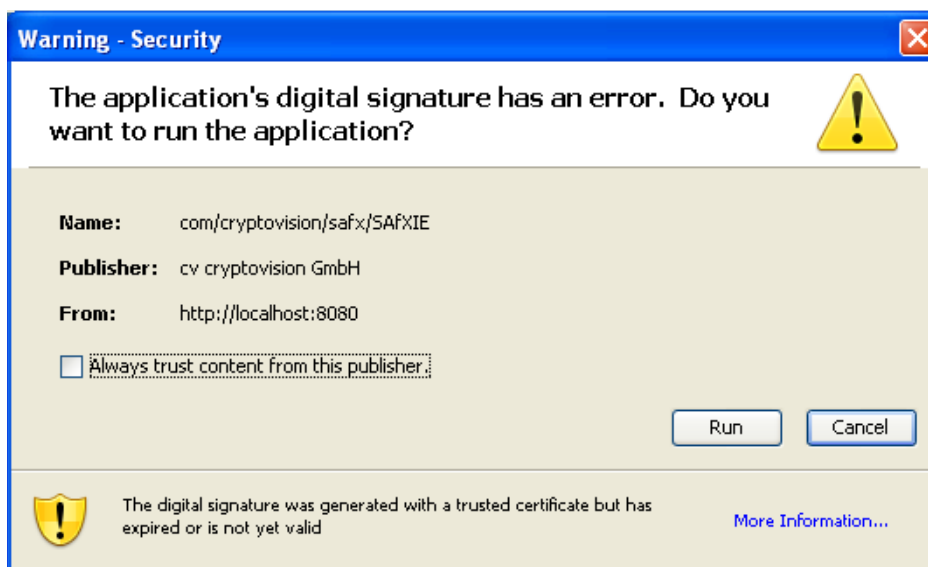 Warning - Security
The application's digital signature has an error. Do you
want to run the application?
Name: com/cryptovision/safx/SAfXIE
Publisher: cv cryptovision GmbH
From: http://localhost:8080
Always trust content from this publisher.
Run Cancel
The digital signature was generated with a trusted certificate but has
expired or is not yet valid
More Information...